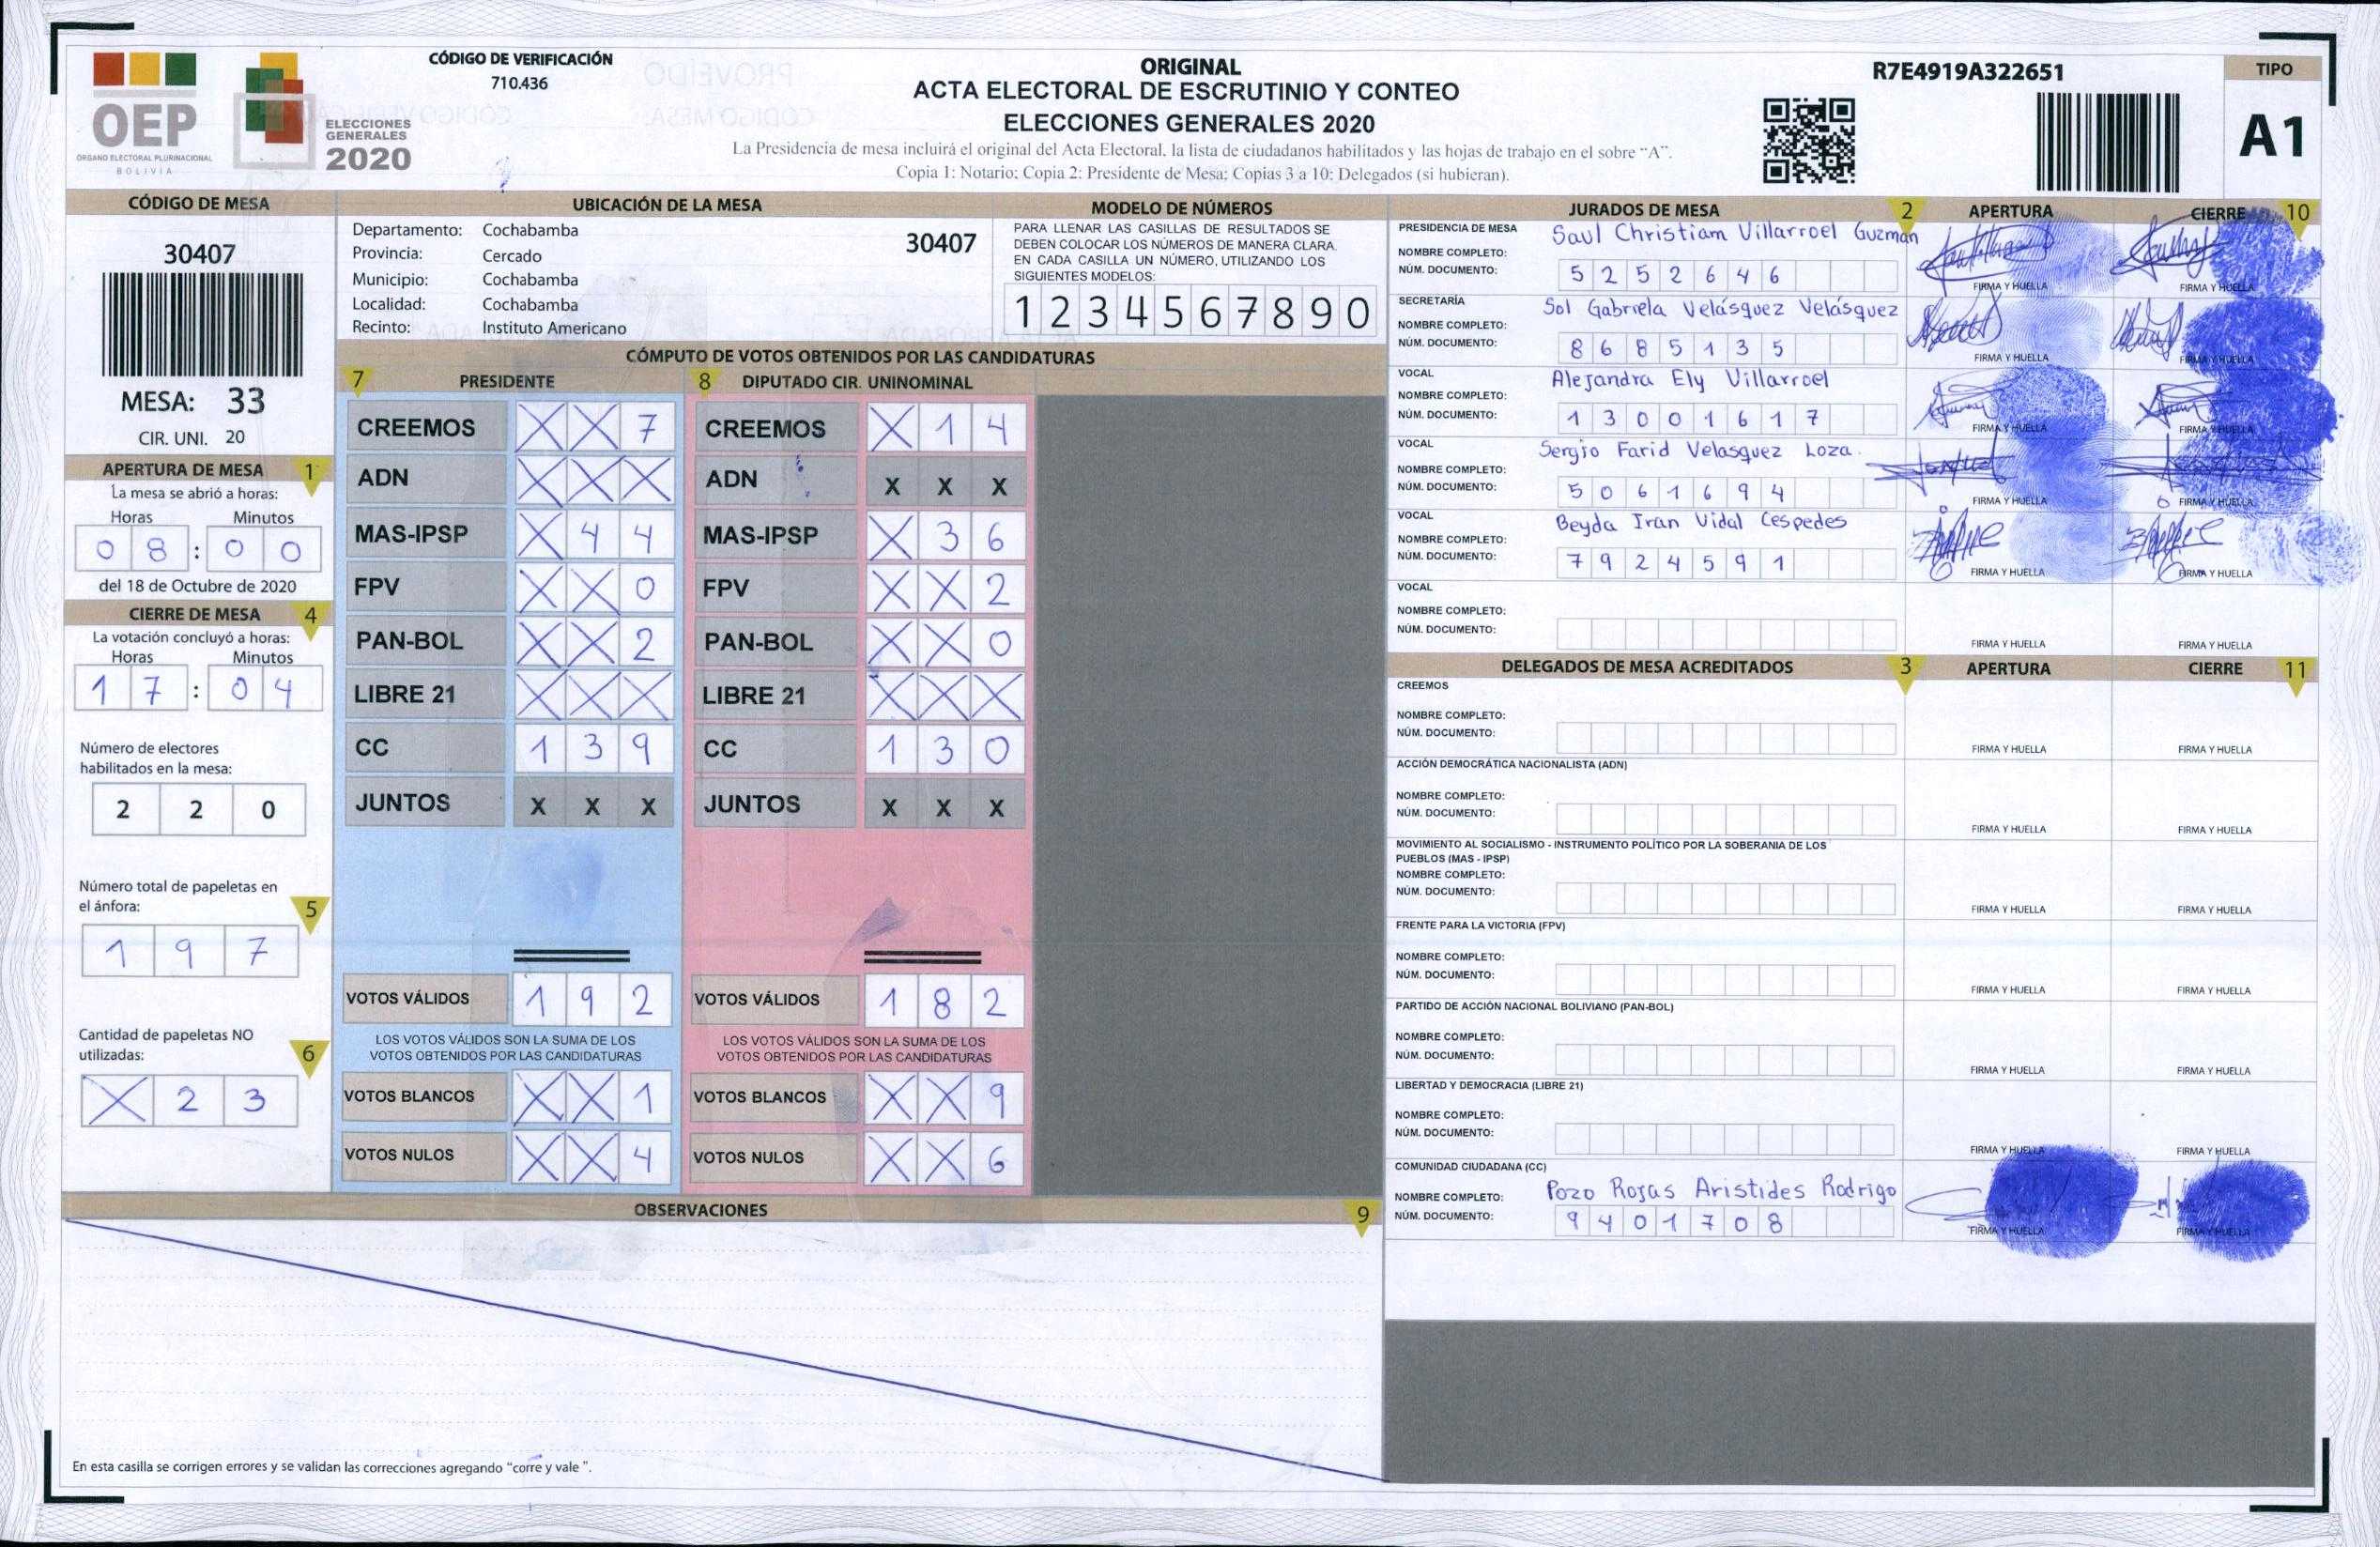 CÓDIGO DE VERIFICACIÓN
710.436
OEP
ÓRGANO ELECTORAL PLURINACIONAL
BOLIVIA
ELECCIONES
GENERALES
2020
ORIGINAL
ACTA ELECTORAL DE ESCRUTINIO Y CONTEO
ELECCIONES GENERALES 2020
La Presidencia de mesa incluirá el original del Acta Electoral, la lista de ciudadanos habilitados y las hojas de trabajo en el sobre “A”.
Copia 1: Notario; Copia 2: Presidente de Mesa; Copias 3 a 10: Delegados (si hubieran).
R7E4919A322651
TIPO
A1
CÓDIGO DE MESA
30407
MESA: 33
CIR. UNI. 20
APERTURA DE MESA 1
La mesa se abrió a horas:
Horas Minutos
0 8 : 0 0
del 18 de Octubre de 2020
CIERRE DE MESA 4
La votación concluyó a horas:
Horas Minutos
1 7 : 0 4
Número de electores
habilitados en la mesa:
2 2 0
Número total de papeletas en
el ánfora:
5
1 9 7
Cantidad de papeletas NO
utilizadas:
6
X 2 3
UBICACIÓN DE LA MESA
Departamento: Cochabamba
Provincia: Cercado
Municipio: Cochabamba
Localidad: Cochabamba
Recinto: Instituto Americano
30407
MODELO DE NÚMEROS
PARA LLENAR LAS CASILLAS DE RESULTADOS SE
DEBEN COLOCAR LOS NÚMEROS DE MANERA CLARA.
EN CADA CASILLA UN NÚMERO, UTILIZANDO LOS
SIGUIENTES MODELOS:
1 2 3 4 5 6 7 8 9 0
CÓMPUTO DE VOTOS OBTENIDOS POR LAS CANDIDATURAS
7 PRESIDENTE
CREEMOS X X 7
ADN X X X
MAS-IPSP X 4 4
FPV X X 0
PAN-BOL X X 2
LIBRE 21 X X X
CC 1 3 9
JUNTOS X X X
VOTOS VÁLIDOS 1 9 2
LOS VOTOS VÁLIDOS SON LA SUMA DE LOS
VOTOS OBTENIDOS POR LAS CANDIDATURAS
VOTOS BLANCOS X X 1
VOTOS NULOS X X 4
8 DIPUTADO CIR. UNINOMINAL
CREEMOS X 1 4
ADN X X X
MAS-IPSP X 3 6
FPV X X 2
PAN-BOL X X 0
LIBRE 21 X X X
CC 1 3 0
JUNTOS X X X
VOTOS VÁLIDOS 1 8 2
LOS VOTOS VÁLIDOS SON LA SUMA DE LOS
VOTOS OBTENIDOS POR LAS CANDIDATURAS
VOTOS BLANCOS X X 9
VOTOS NULOS X X 6
OBSERVACIONES 9
En esta casilla se corrigen errores y se validan las correcciones agregando “corre y vale ”.
JURADOS DE MESA 2 APERTURA CIERRE 10
PRESIDENCIA DE MESA
NOMBRE COMPLETO: Saul Christiam Villarroel Guzman
NÚM. DOCUMENTO: 5 2 5 2 6 4 6
FIRMA Y HUELLA FIRMA Y HUELLA
SECRETARÍA
NOMBRE COMPLETO: Sol Gabriela Velásquez Velásquez
NÚM. DOCUMENTO: 8 6 8 5 1 3 5
FIRMA Y HUELLA FIRMA Y HUELLA
VOCAL
NOMBRE COMPLETO: Alejandra Ely Villarroel
NÚM. DOCUMENTO: 1 3 0 0 1 6 1 7
FIRMA Y HUELLA FIRMA Y HUELLA
VOCAL
NOMBRE COMPLETO: Sergio Farid Velasquez Loza.
NÚM. DOCUMENTO: 5 0 6 1 6 9 4
FIRMA Y HUELLA FIRMA Y HUELLA
VOCAL
NOMBRE COMPLETO: Beyda Iran Vidal Cespedes
NÚM. DOCUMENTO: 7 9 2 4 5 9 1
FIRMA Y HUELLA FIRMA Y HUELLA
VOCAL
NOMBRE COMPLETO:
NÚM. DOCUMENTO:
FIRMA Y HUELLA FIRMA Y HUELLA
DELEGADOS DE MESA ACREDITADOS 3 APERTURA CIERRE 11
CREEMOS
NOMBRE COMPLETO:
NÚM. DOCUMENTO:
FIRMA Y HUELLA FIRMA Y HUELLA
ACCIÓN DEMOCRÁTICA NACIONALISTA (ADN)
NOMBRE COMPLETO:
NÚM. DOCUMENTO:
FIRMA Y HUELLA FIRMA Y HUELLA
MOVIMIENTO AL SOCIALISMO - INSTRUMENTO POLÍTICO POR LA SOBERANIA DE LOS
PUEBLOS (MAS - IPSP)
NOMBRE COMPLETO:
NÚM. DOCUMENTO:
FIRMA Y HUELLA FIRMA Y HUELLA
FRENTE PARA LA VICTORIA (FPV)
NOMBRE COMPLETO:
NÚM. DOCUMENTO:
FIRMA Y HUELLA FIRMA Y HUELLA
PARTIDO DE ACCIÓN NACIONAL BOLIVIANO (PAN-BOL)
NOMBRE COMPLETO:
NÚM. DOCUMENTO:
FIRMA Y HUELLA FIRMA Y HUELLA
LIBERTAD Y DEMOCRACIA (LIBRE 21)
NOMBRE COMPLETO:
NÚM. DOCUMENTO:
FIRMA Y HUELLA FIRMA Y HUELLA
COMUNIDAD CIUDADANA (CC)
NOMBRE COMPLETO: Pozo Rojas Aristides Rodrigo
NÚM. DOCUMENTO: 9 4 0 1 7 0 8
FIRMA Y HUELLA FIRMA Y HUELLA